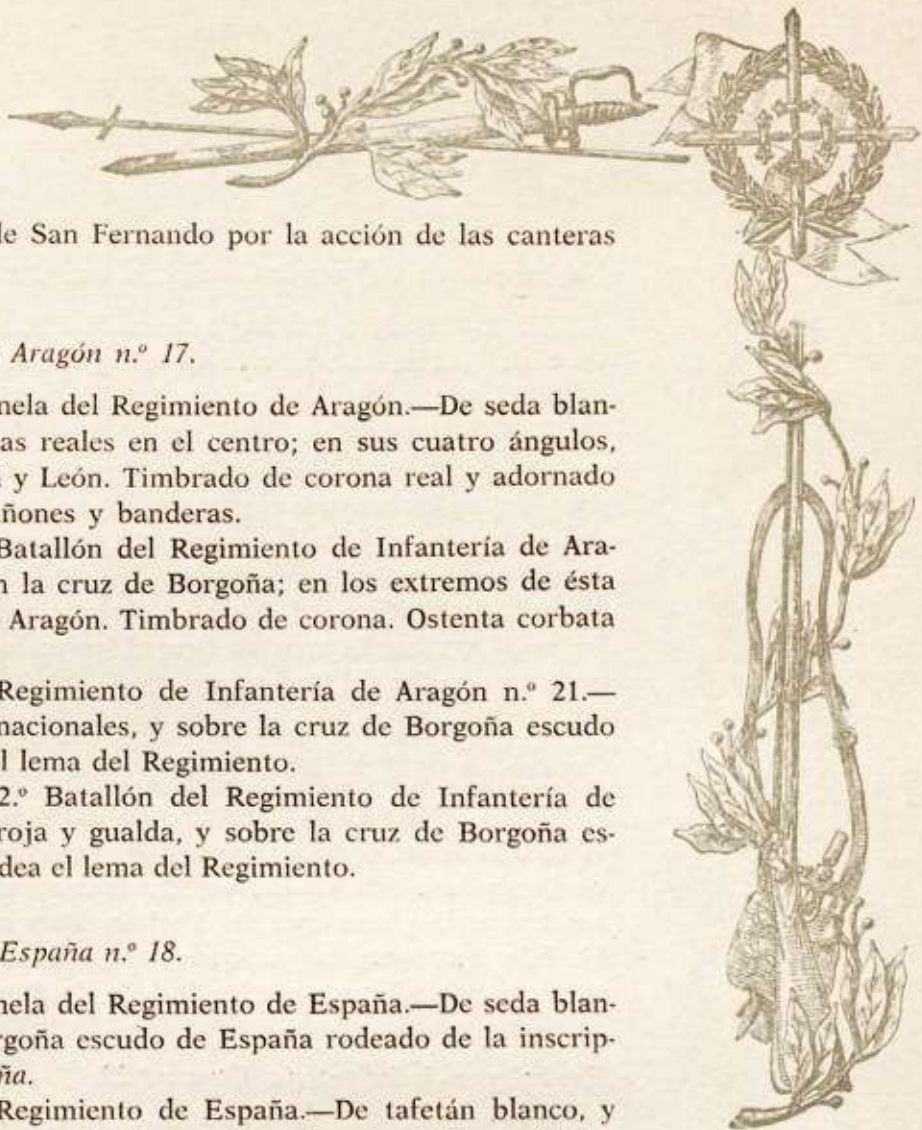 de San Fernando por la acción de las canteras
Aragón n.º 17.
nela del Regimiento de Aragón.—De seda blan-
as reales en el centro; en sus cuatro ángulos,
y León. Timbrado de corona real y adornado
ñones y banderas.
Batallón del Regimiento de Infantería de Ara-
n la cruz de Borgoña; en los extremos de ésta
Aragón. Timbrado de corona. Ostenta corbata
Regimiento de Infantería de Aragón n.º 21.—
nacionales, y sobre la cruz de Borgoña escudo
l lema del Regimiento.
2.º Batallón del Regimiento de Infantería de
roja y gualda, y sobre la cruz de Borgoña es-
dea el lema del Regimiento.
España n.º 18.
nela del Regimiento de España.—De seda blan-
rgoña escudo de España rodeado de la inscrip-
ña.
Regimiento de España.—De tafetán blanco, y